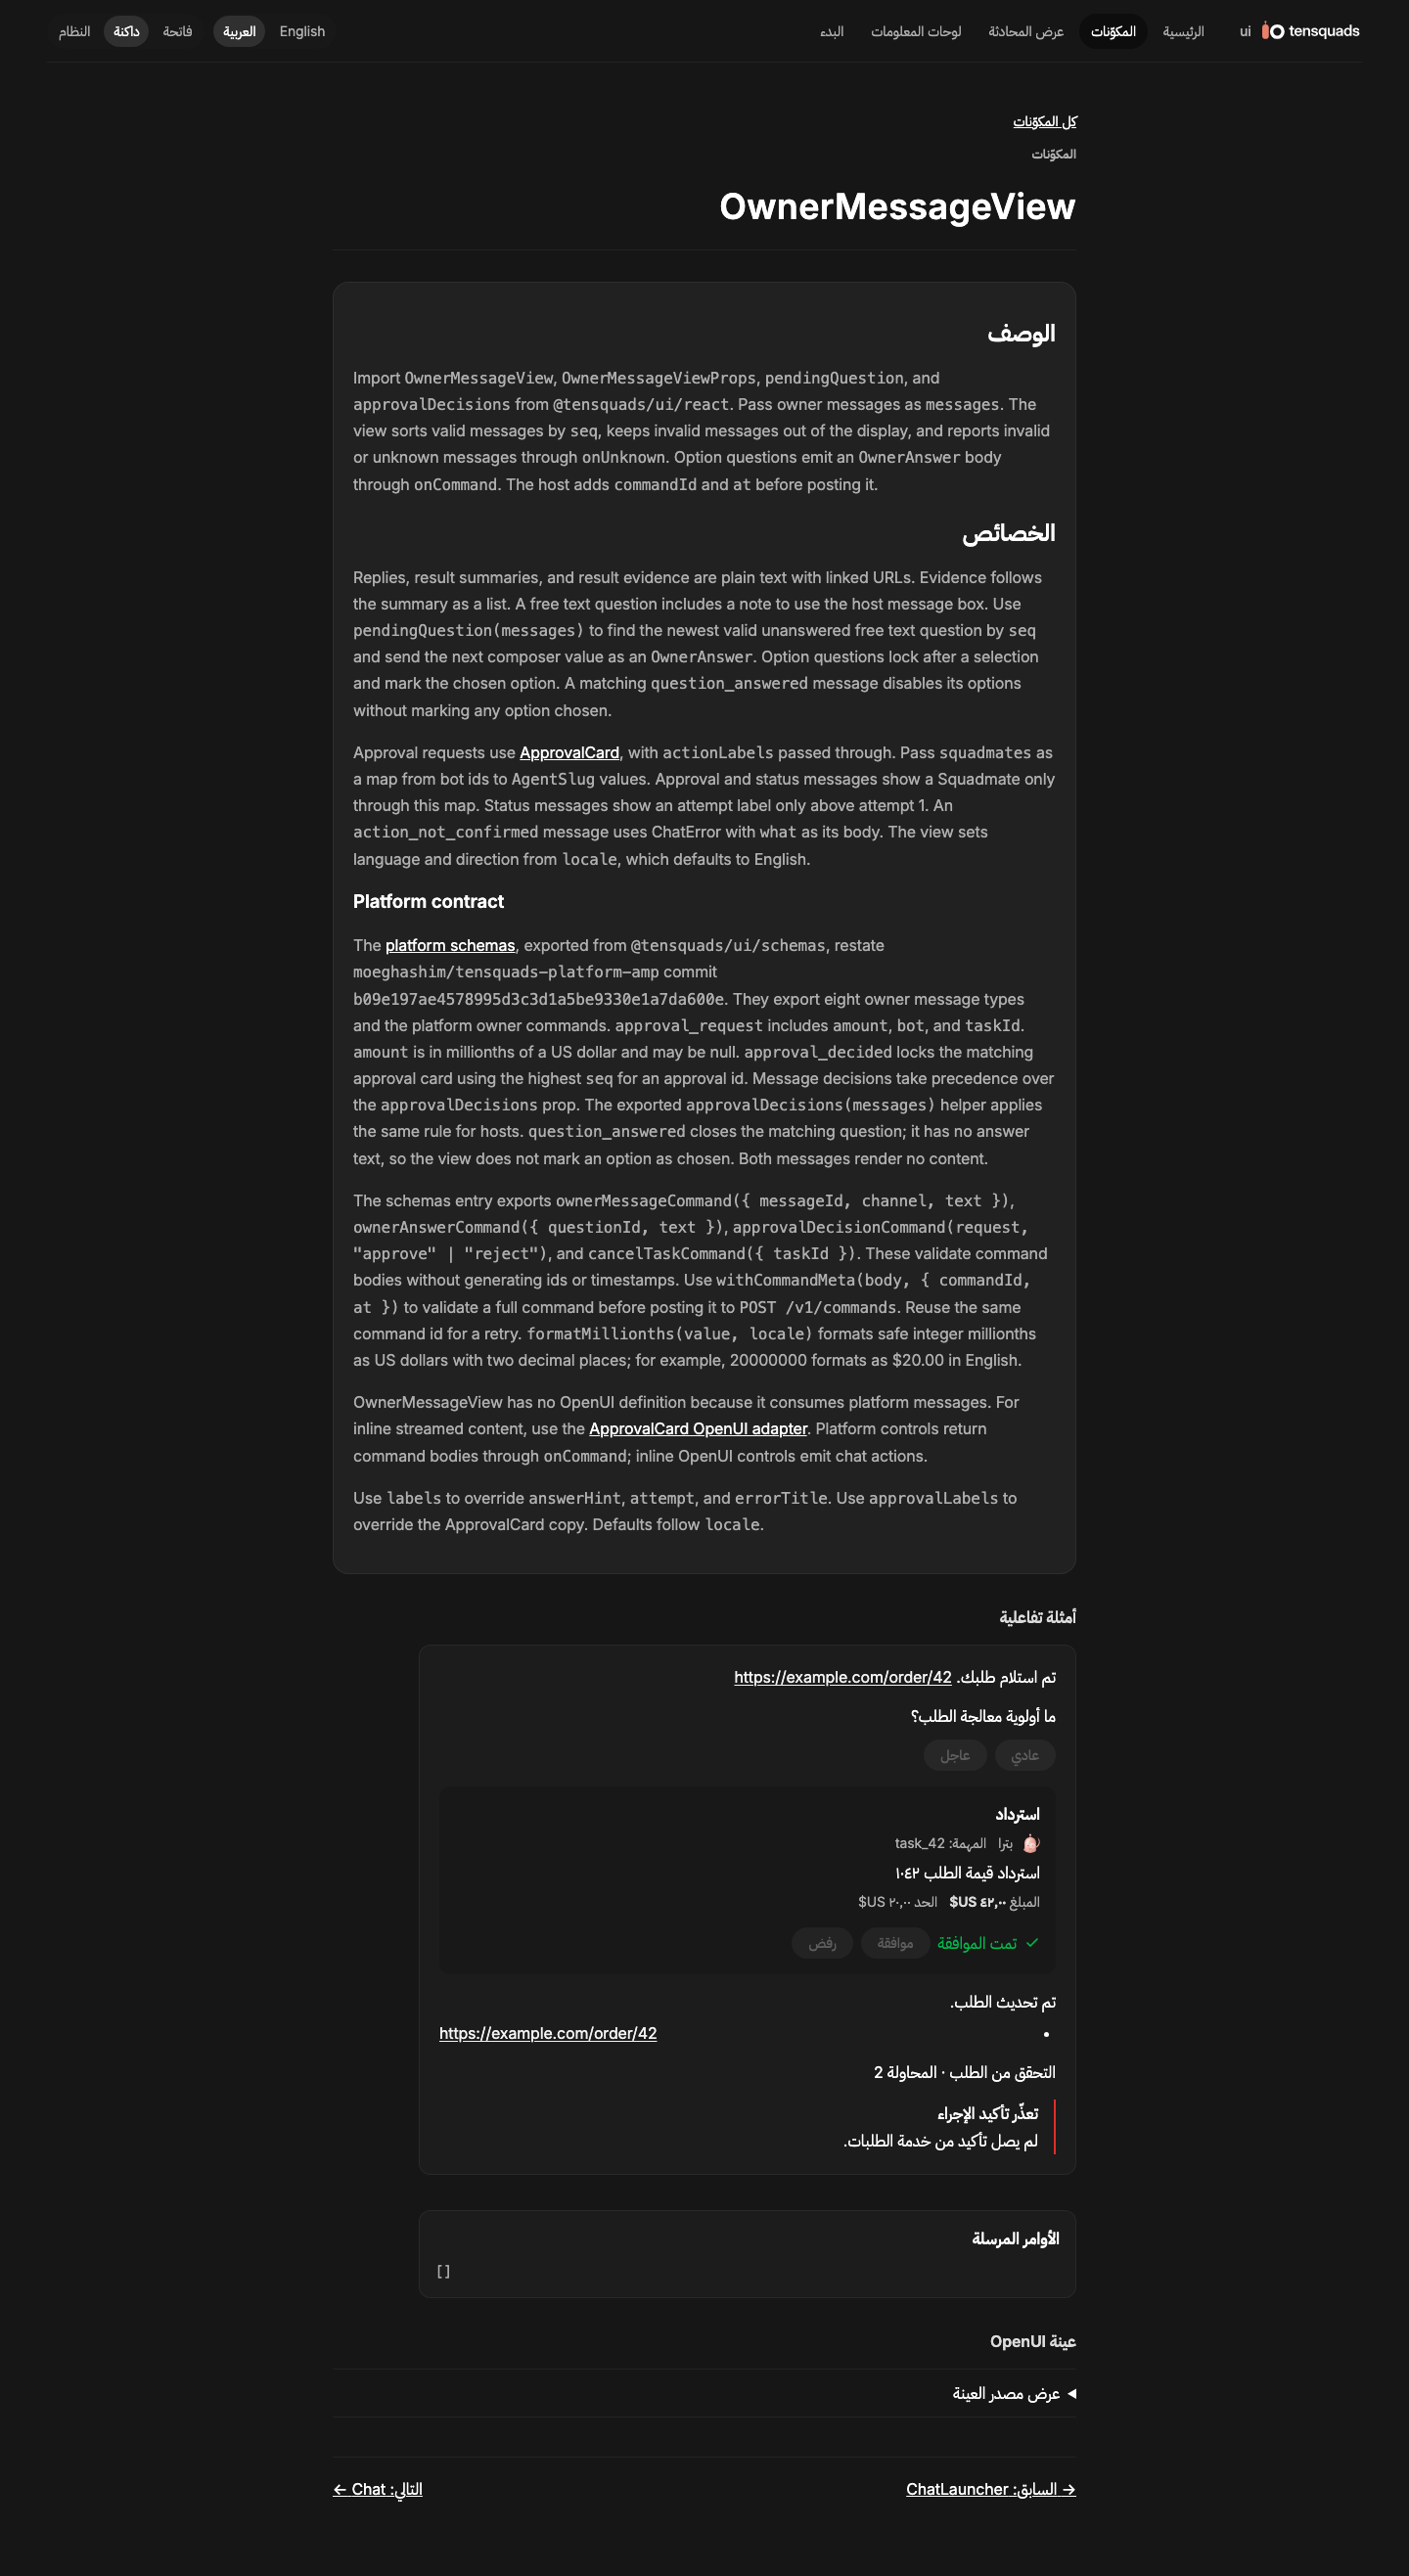 tensquads ui
الرئيسية
المكوّنات
عرض المحادثة
لوحات المعلومات
البدء
English
العربية
فاتحة
داكنة
النظام
كل المكوّنات
المكوّنات
OwnerMessageView
الوصف
Import OwnerMessageView, OwnerMessageViewProps, pendingQuestion, and
approvalDecisions from @tensquads/ui/react. Pass owner messages as messages. The
view sorts valid messages by seq, keeps invalid messages out of the display, and reports invalid
or unknown messages through onUnknown. Option questions emit an OwnerAnswer body
through onCommand. The host adds commandId and at before posting it.
الخصائص
Replies, result summaries, and result evidence are plain text with linked URLs. Evidence follows
the summary as a list. A free text question includes a note to use the host message box. Use
pendingQuestion(messages) to find the newest valid unanswered free text question by seq
and send the next composer value as an OwnerAnswer. Option questions lock after a selection
and mark the chosen option. A matching question_answered message disables its options
without marking any option chosen.
Approval requests use ApprovalCard, with actionLabels passed through. Pass squadmates as
a map from bot ids to AgentSlug values. Approval and status messages show a Squadmate only
through this map. Status messages show an attempt label only above attempt 1. An
action_not_confirmed message uses ChatError with what as its body. The view sets
language and direction from locale, which defaults to English.
Platform contract
The platform schemas, exported from @tensquads/ui/schemas, restate
moeghashim/tensquads-platform-amp commit
b09e197ae4578995d3c3d1a5be9330e1a7da600e. They export eight owner message types
and the platform owner commands. approval_request includes amount, bot, and taskId.
amount is in millionths of a US dollar and may be null. approval_decided locks the matching
approval card using the highest seq for an approval id. Message decisions take precedence over
the approvalDecisions prop. The exported approvalDecisions(messages) helper applies
the same rule for hosts. question_answered closes the matching question; it has no answer
text, so the view does not mark an option as chosen. Both messages render no content.
The schemas entry exports ownerMessageCommand({ messageId, channel, text }),
ownerAnswerCommand({ questionId, text }), approvalDecisionCommand(request,
"approve" | "reject"), and cancelTaskCommand({ taskId }). These validate command
bodies without generating ids or timestamps. Use withCommandMeta(body, { commandId,
at }) to validate a full command before posting it to POST /v1/commands. Reuse the same
command id for a retry. formatMillionths(value, locale) formats safe integer millionths
as US dollars with two decimal places; for example, 20000000 formats as $20.00 in English.
OwnerMessageView has no OpenUI definition because it consumes platform messages. For
inline streamed content, use the ApprovalCard OpenUI adapter. Platform controls return
command bodies through onCommand; inline OpenUI controls emit chat actions.
Use labels to override answerHint, attempt, and errorTitle. Use approvalLabels to
override the ApprovalCard copy. Defaults follow locale.
أمثلة تفاعلية
تم استلام طلبك. https://example.com/order/42
ما أولوية معالجة الطلب؟
عادي
عاجل
استرداد
بترا المهمة: task_42
استرداد قيمة الطلب ١٠٤٢
المبلغ ٤٢,٠٠ US$ الحد ٢٠,٠٠ US$
تمت الموافقة
موافقة
رفض
تم تحديث الطلب.
• https://example.com/order/42
التحقق من الطلب · المحاولة 2
تعذّر تأكيد الإجراء
لم يصل تأكيد من خدمة الطلبات.
الأوامر المرسلة
[]
عينة OpenUI
عرض مصدر العينة
→ السابق: ChatLauncher
التالي: Chat ←